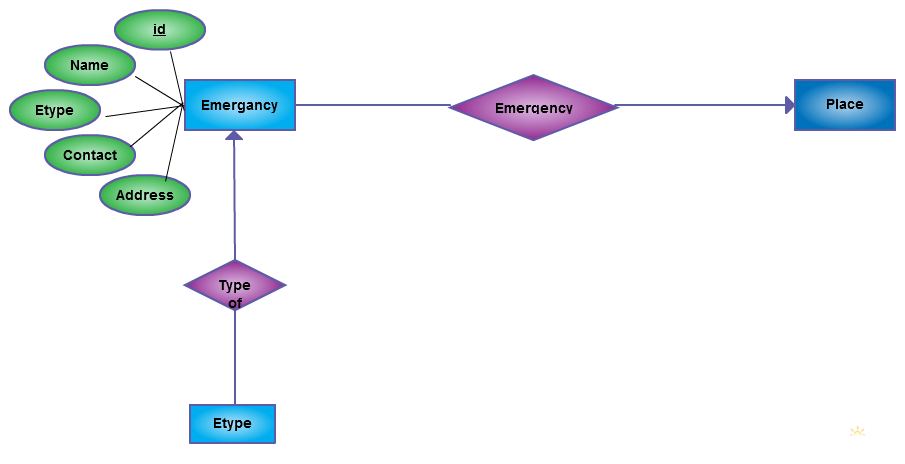 id
Name
Etype
Contact
Address
Emergancy
Emergency
Place
Type
of
Etype